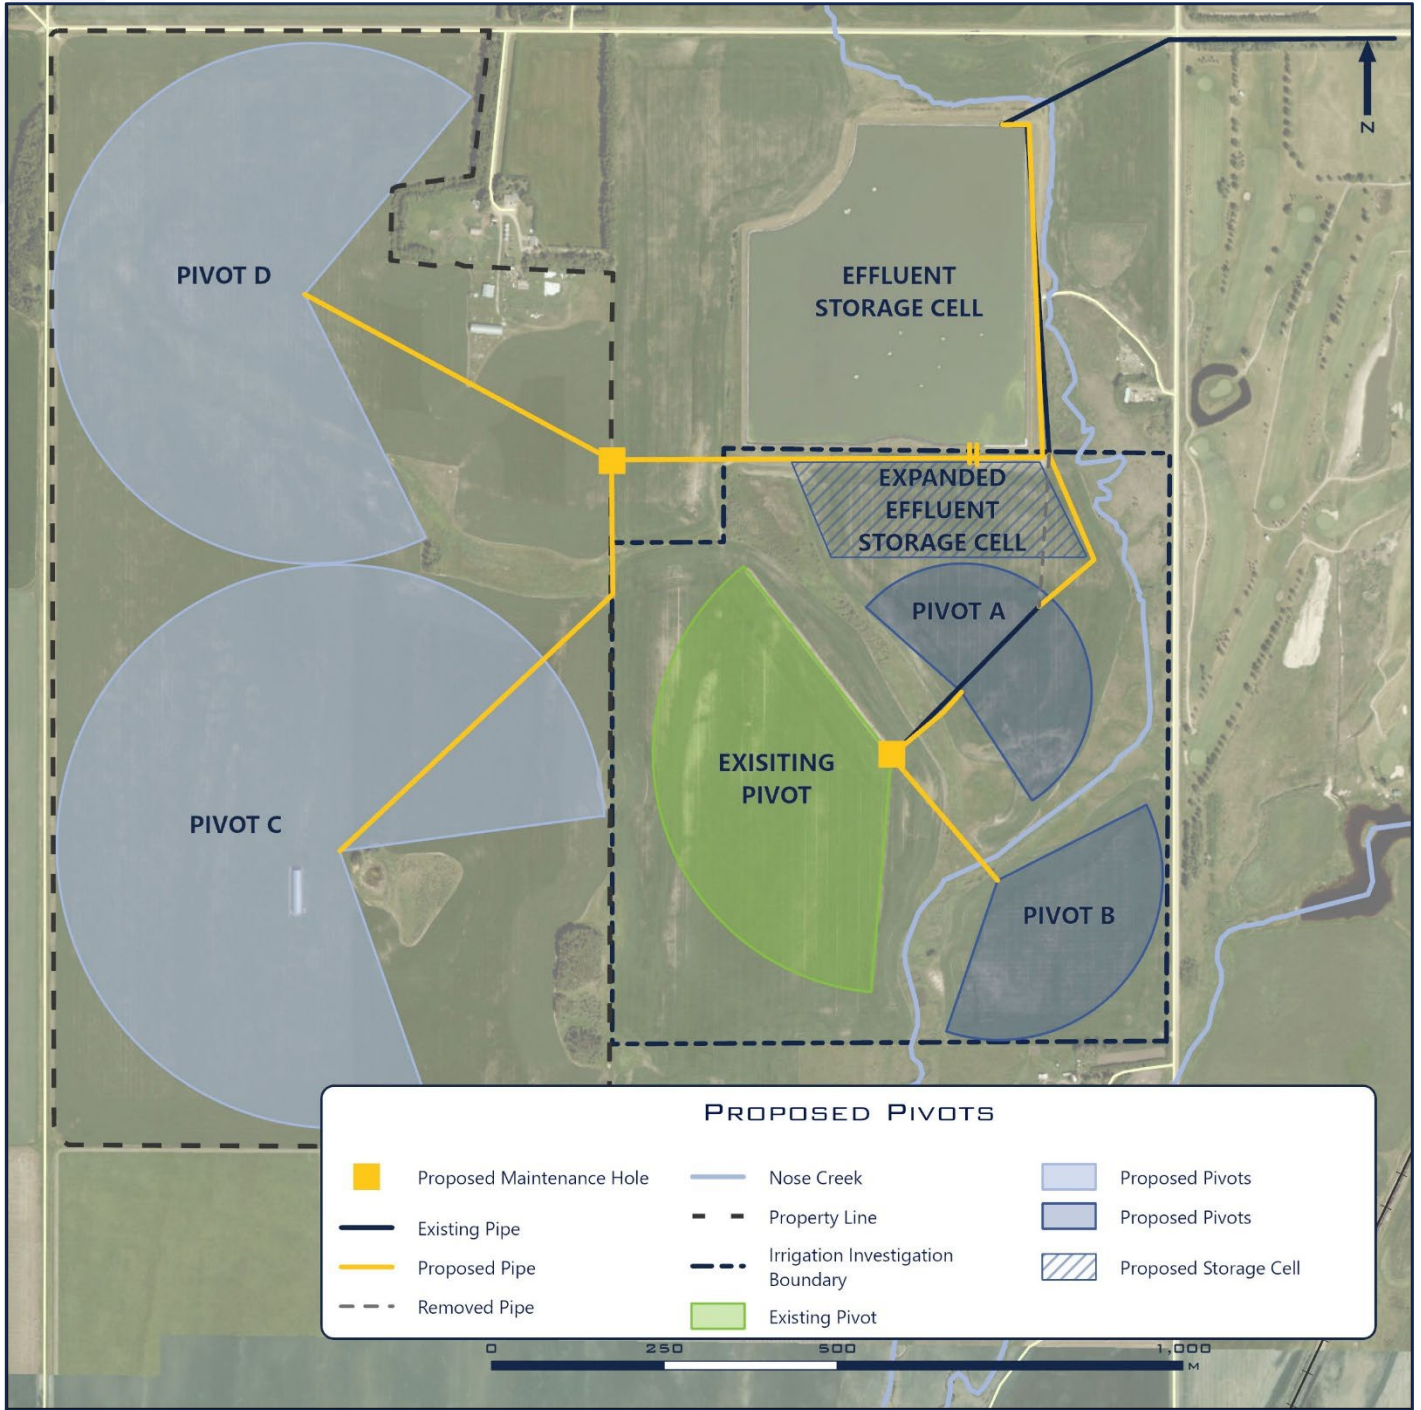 N
PIVOT D
EFFLUENT
STORAGE CELL
EXPANDED
EFFLUENT
STORAGE CELL
PIVOT A
EXISITING
PIVOT
PIVOT C
PIVOT B
PROPOSED PIVOTS
Proposed Maintenance Hole
Existing Pipe
Proposed Pipe
Removed Pipe
Nose Creek
Property Line
Irrigation Investigation
Boundary
Existing Pivot
Proposed Pivots
Proposed Pivots
Proposed Storage Cell
0 250 500 1,000
M